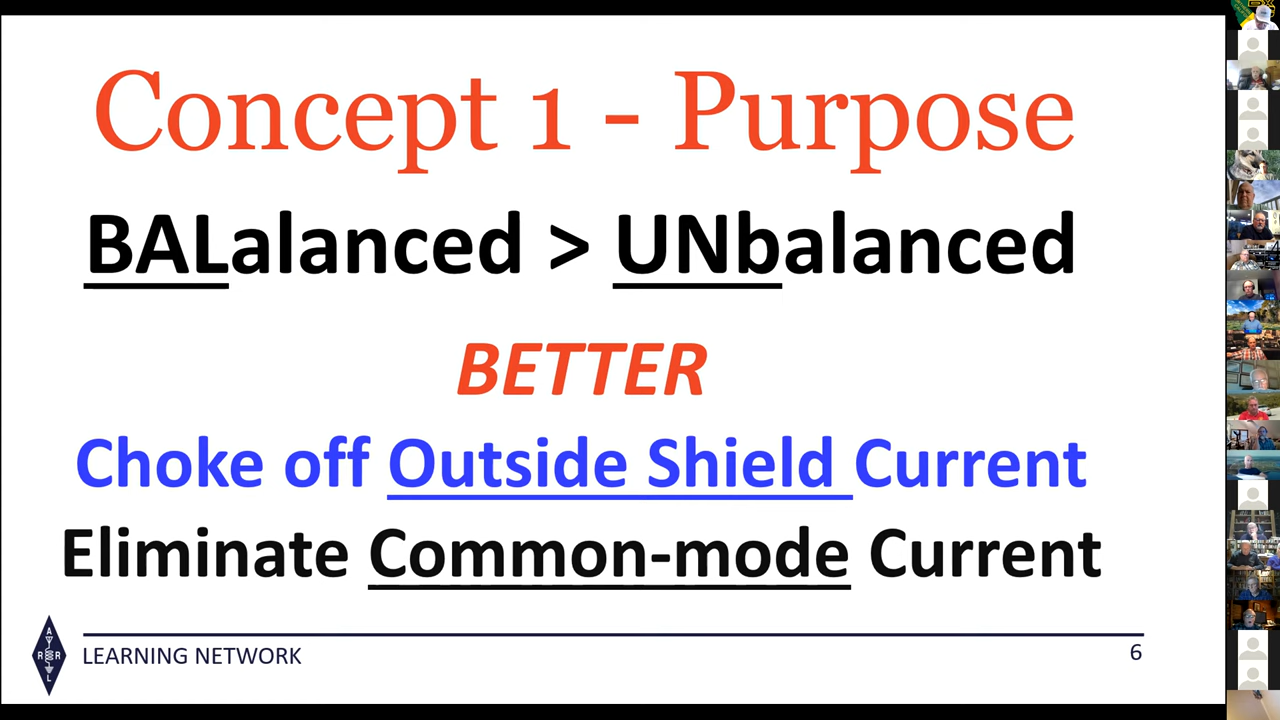 Concept 1 - Purpose
BALalanced > UNbalanced
BETTER
Choke off Outside Shield Current
Eliminate Common-mode Current
A
R R
L
LEARNING NETWORK
6